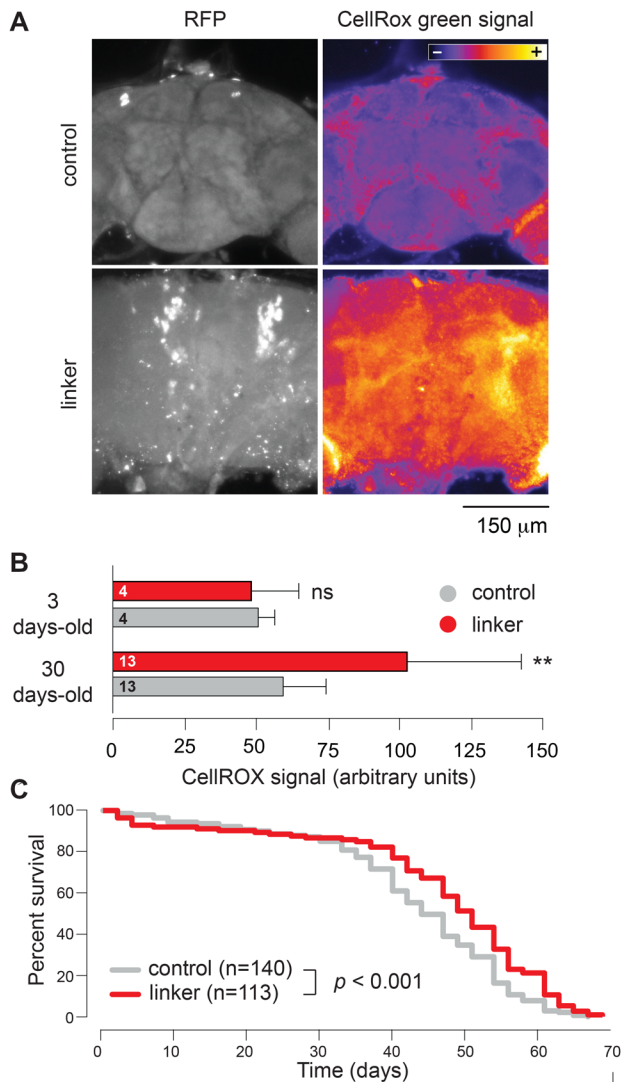 A
RFP
CellRox green signal
control
− +
linker
150 μm
B
3
days-old
4
ns
4
control
linker
30
days-old
13
**
13
0 25 50 75 100 125 150
CellROX signal (arbitrary units)
C
Percent survival
100
80
60
40
20
0
control (n=140)
linker (n=113)
p < 0.001
0 10 20 30 40 50 60 70
Time (days)